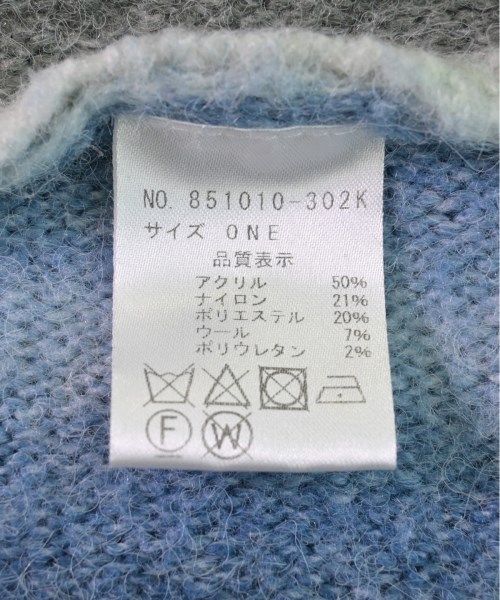 NO. 851010-302K
サイズ ONE
品質表示
アクリル 50%
ナイロン 21%
ポリエステル 20%
ウール 7%
ポリウレタン 2%
F W